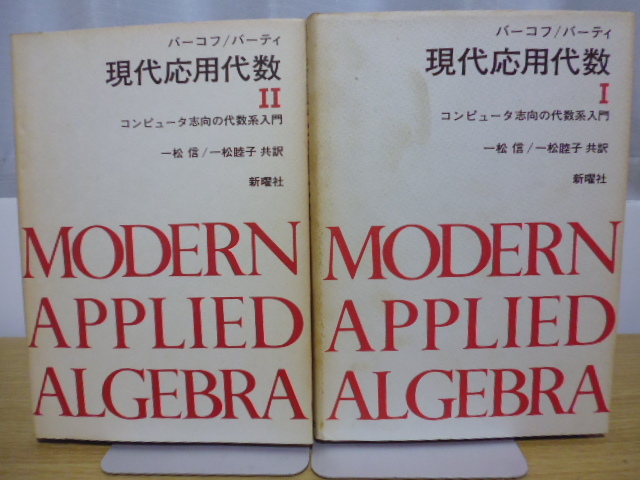 バーコフ/バーティ
現代応用代数
II
コンピュータ志向の代数系入門
一松 信/一松睦子 共訳
新曜社
MODERN
APPLIED
ALGEBRA
バーコフ/バーティ
現代応用代数
I
コンピュータ志向の代数系入門
一松 信/一松睦子 共訳
新曜社
MODERN
APPLIED
ALGEBRA